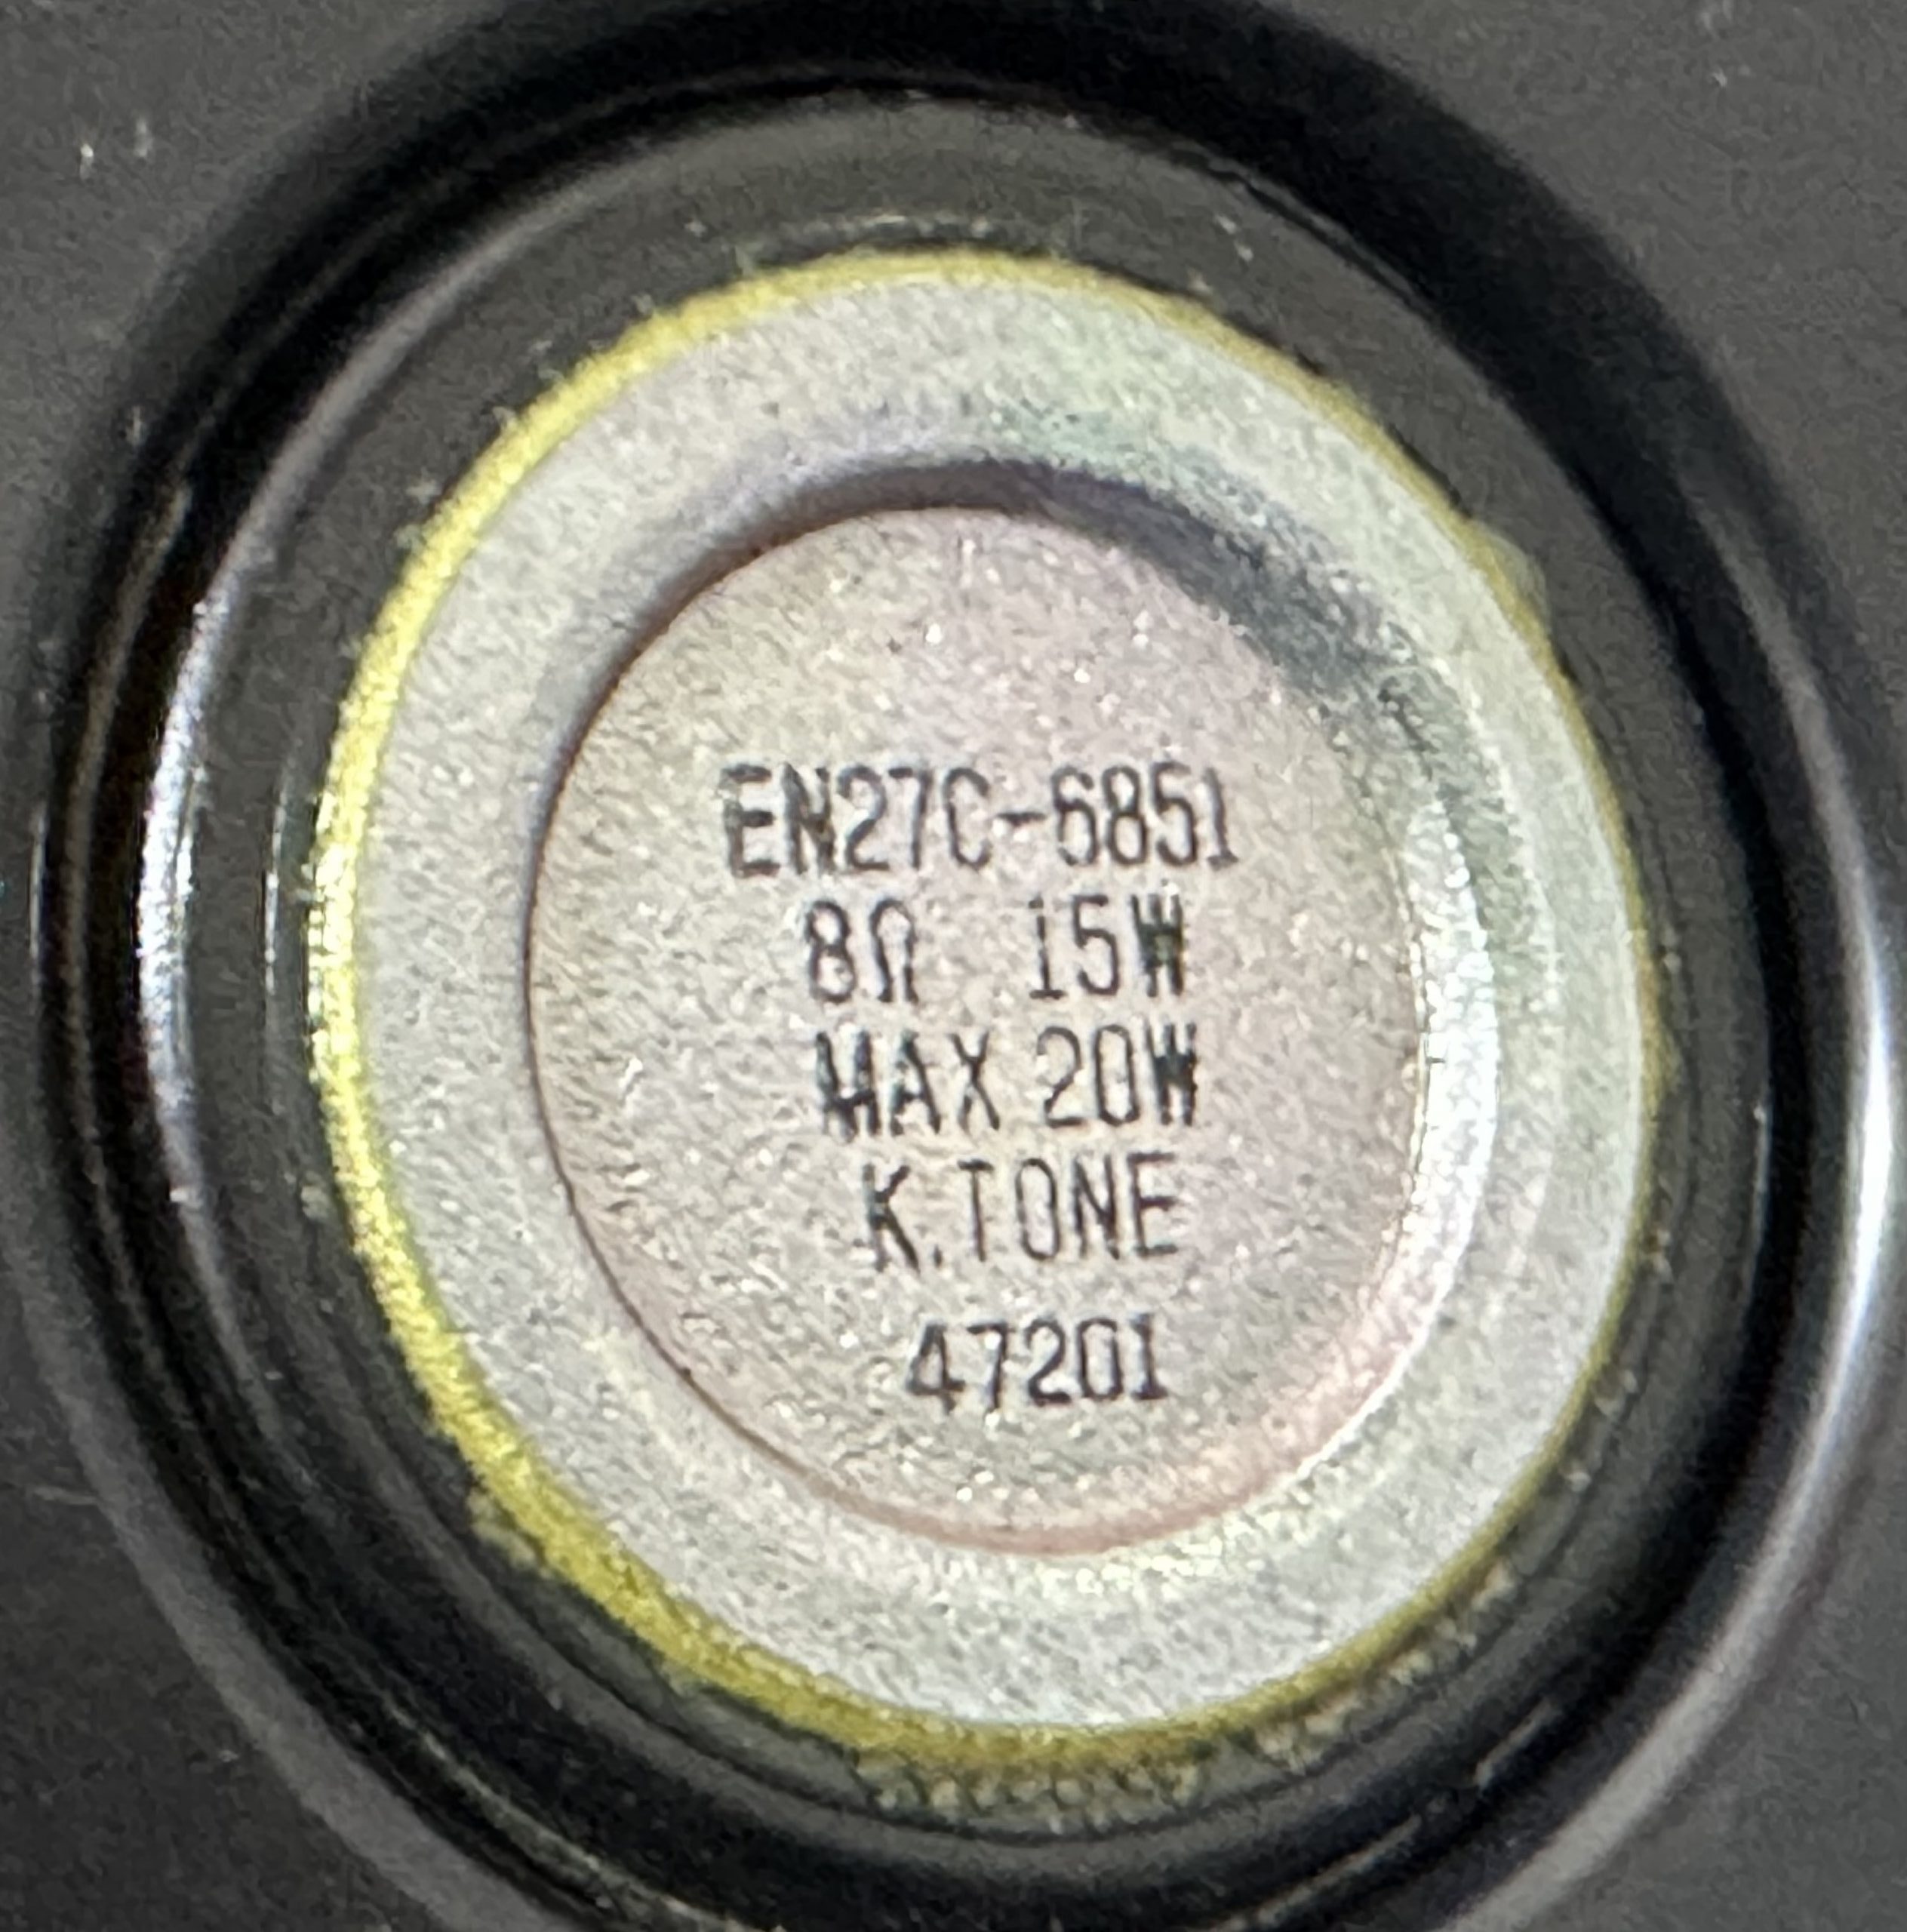 EN27C-6851
8Ω 15W
MAX 20W
K.TONE
47201